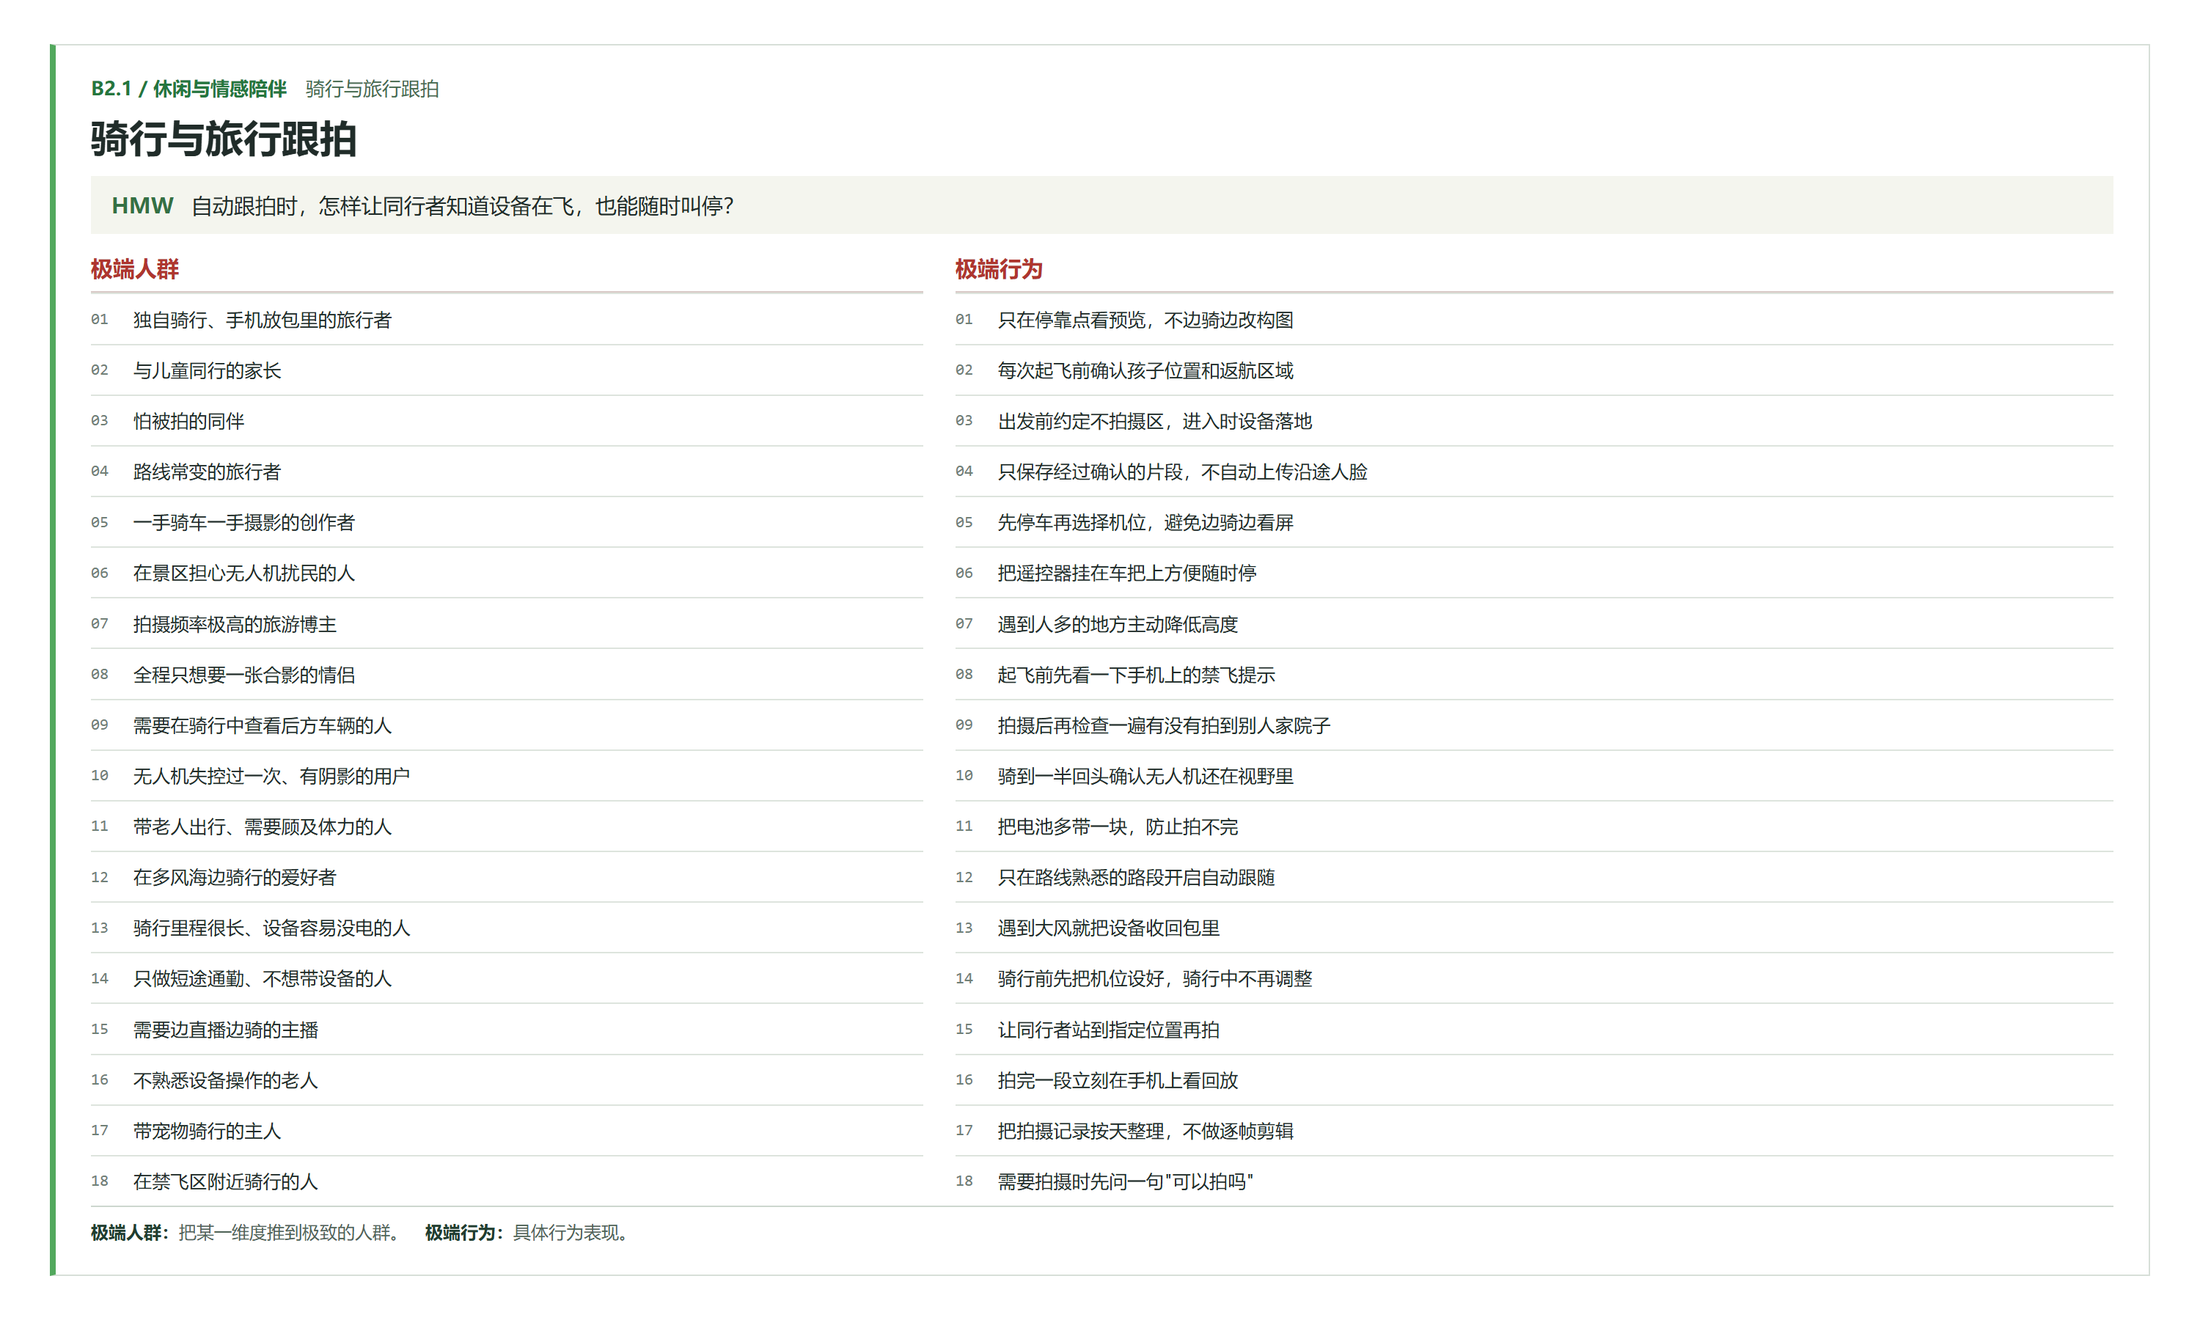 B2.1 / 休闲与情感陪伴 骑行与旅行跟拍
骑行与旅行跟拍
HMW 自动跟拍时，怎样让同行者知道设备在飞，也能随时叫停？
极端人群
01 独自骑行、手机放包里的旅行者
02 与儿童同行的家长
03 怕被拍的同伴
04 路线常变的旅行者
05 一手骑车一手摄影的创作者
06 在景区担心无人机扰民的人
07 拍摄频率极高的旅游博主
08 全程只想要一张合影的情侣
09 需要在骑行中查看后方车辆的人
10 无人机失控过一次、有阴影的用户
11 带老人出行、需要顾及体力的人
12 在多风海边骑行的爱好者
13 骑行里程很长、设备容易没电的人
14 只做短途通勤、不想带设备的人
15 需要边直播边骑的主播
16 不熟悉设备操作的老人
17 带宠物骑行的主人
18 在禁飞区附近骑行的人
极端行为
01 只在停靠点看预览，不边骑边改构图
02 每次起飞前确认孩子位置和返航区域
03 出发前约定不拍摄区，进入时设备落地
04 只保存经过确认的片段，不自动上传沿途人脸
05 先停车再选择机位，避免边骑边看屏
06 把遥控器挂在车把上方便随时停
07 遇到人多的地方主动降低高度
08 起飞前先看一下手机上的禁飞提示
09 拍摄后再检查一遍有没有拍到别人家院子
10 骑到一半回头确认无人机还在视野里
11 把电池多带一块，防止拍不完
12 只在路线熟悉的路段开启自动跟随
13 遇到大风就把设备收回包里
14 骑行前先把机位设好，骑行中不再调整
15 让同行者站到指定位置再拍
16 拍完一段立刻在手机上看回放
17 把拍摄记录按天整理，不做逐帧剪辑
18 需要拍摄时先问一句"可以拍吗"
极端人群：把某一维度推到极致的人群。 极端行为：具体行为表现。